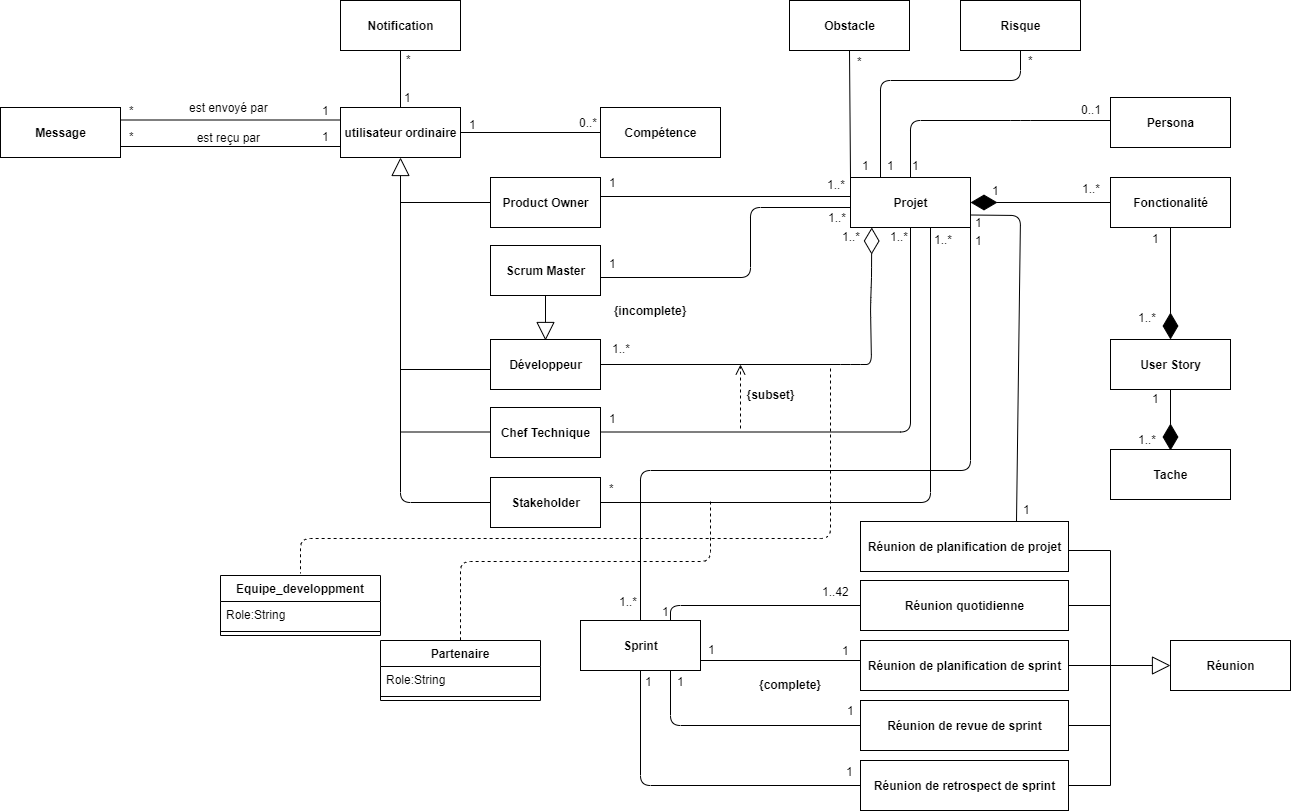 Notification
Obstacle
Risque
*
*
*
1
Message
*
est envoyé par
1
*
est reçu par
1
utilisateur ordinaire
1
0..*
Compétence
0..1
Persona
1
1
1
Product Owner
1
1..*
Projet
1
1..*
Fonctionalité
1..*
1
1..*
1..*
1..*
1
1
Scrum Master
1
{incomplete}
1..*
User Story
Développeur
1..*
{subset}
1
Chef Technique
1
1..*
Tache
Stakeholder
*
1
Réunion de planification de projet
Equipe_developpment
Role:String
1..*
1
1..42
Réunion quotidienne
Partenaire
Role:String
Sprint
1
1
Réunion de planification de sprint
Réunion
{complete}
1
1
1
Réunion de revue de sprint
1
Réunion de retrospect de sprint